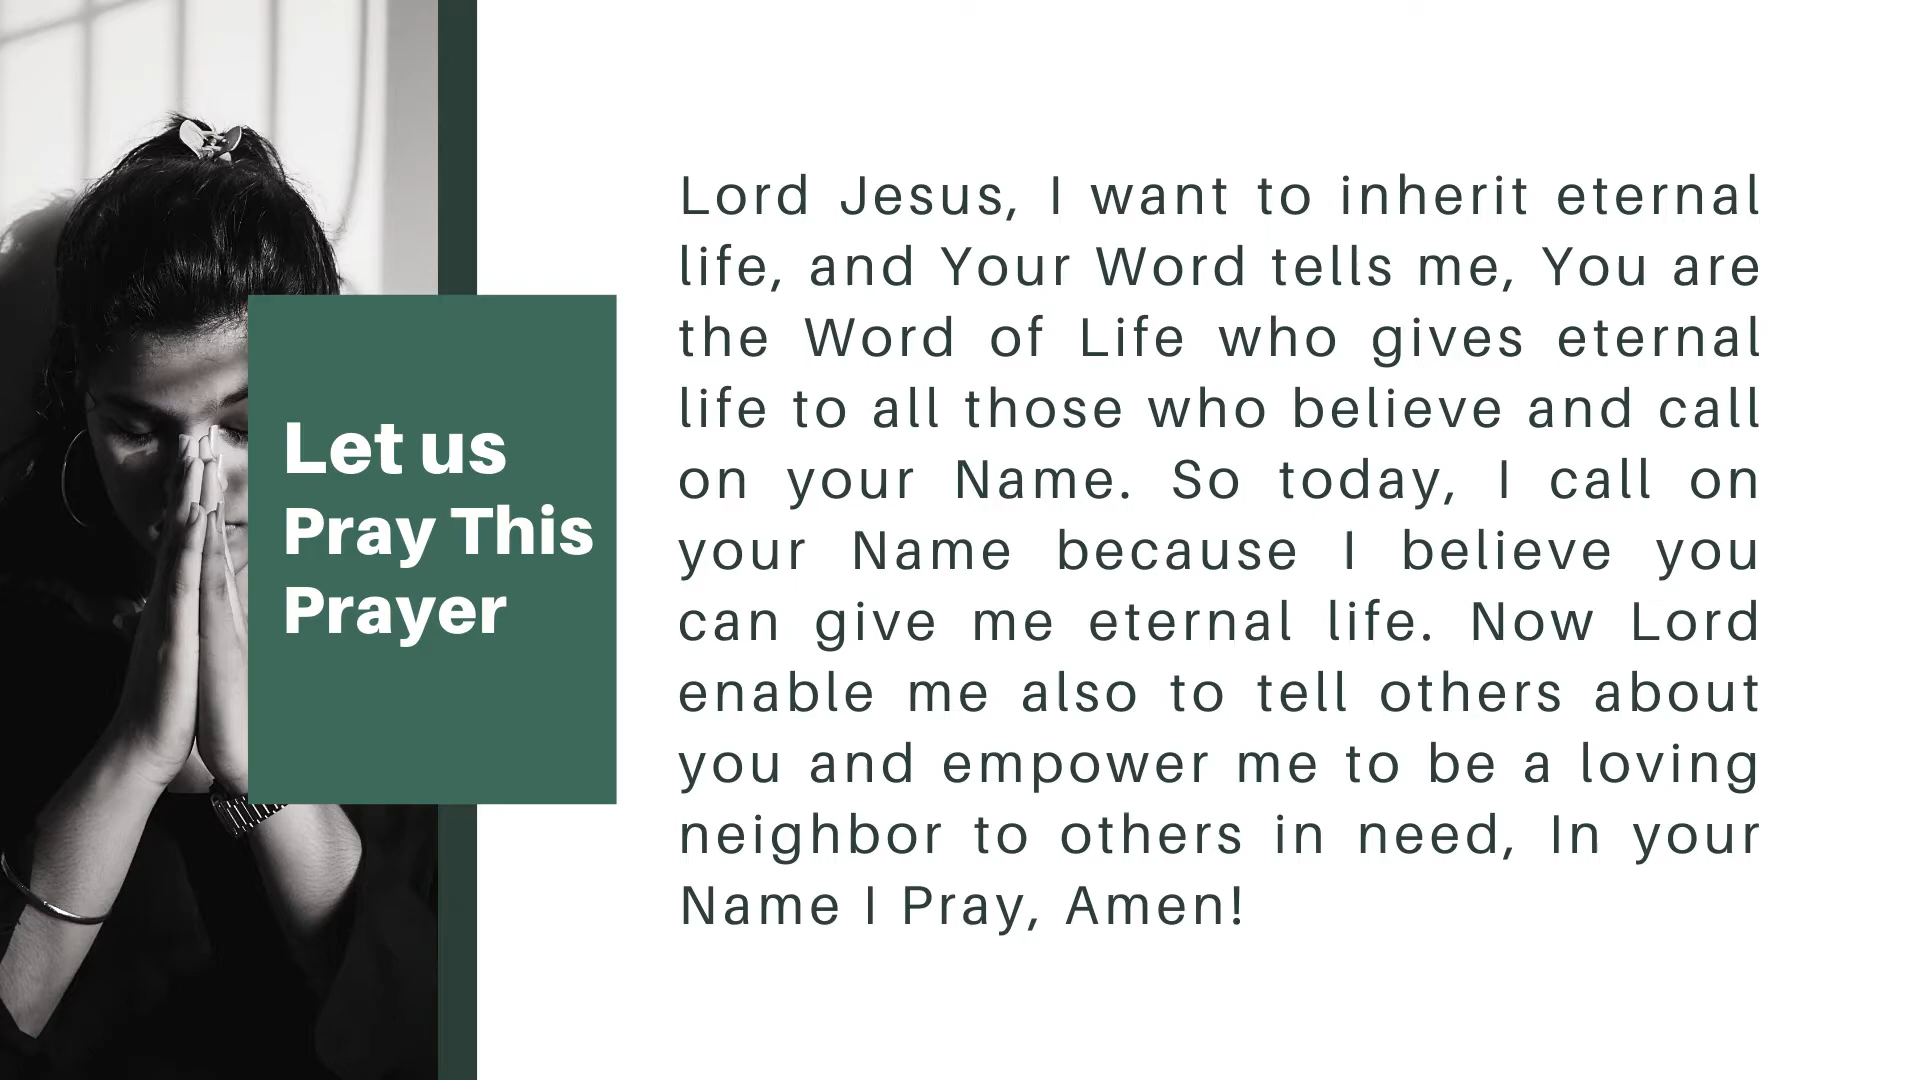 Let us
Pray This
Prayer
Lord Jesus, I want to inherit eternal
life, and Your Word tells me, You are
the Word of Life who gives eternal
life to all those who believe and call
on your Name. So today, I call on
your Name because I believe you
can give me eternal life. Now Lord
enable me also to tell others about
you and empower me to be a loving
neighbor to others in need, In your
Name I Pray, Amen!